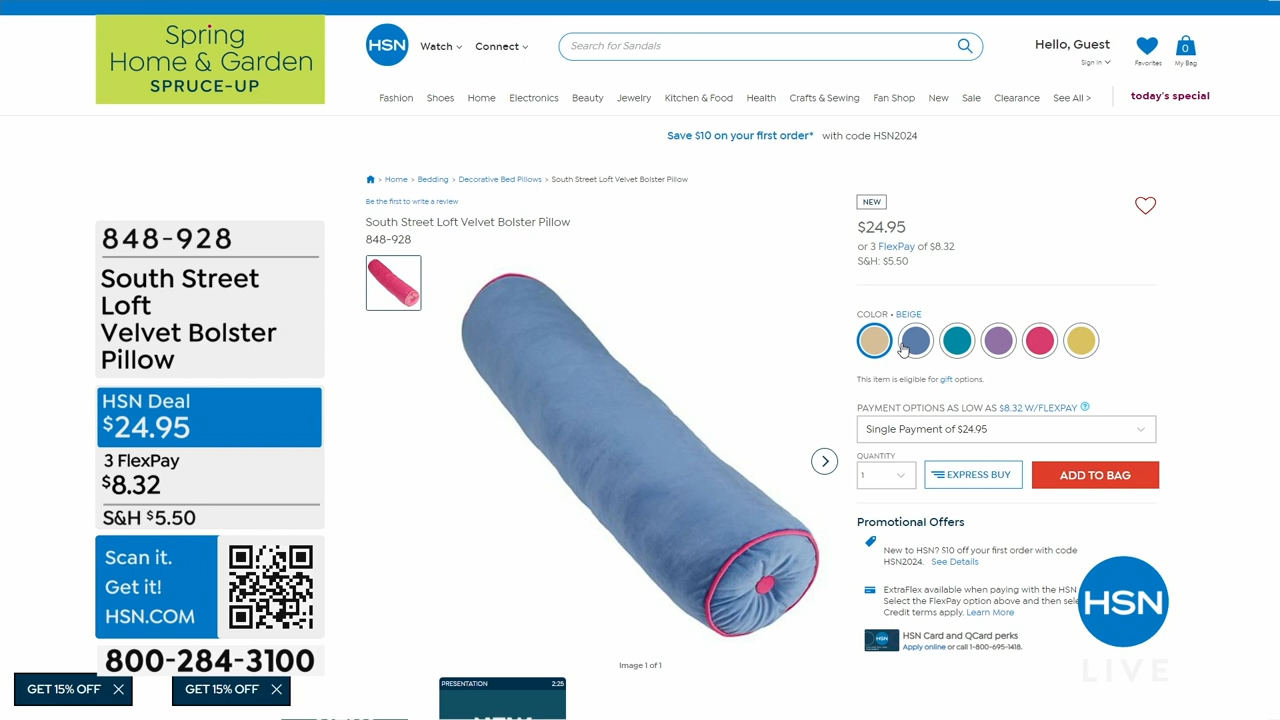 Spring
Home & Garden
SPRUCE-UP
HSN
Watch
Connect
Search for Sandals
Hello, Guest
Sign In
Favorites
0
My Bag
Fashion
Shoes
Home
Electronics
Beauty
Jewelry
Kitchen & Food
Health
Crafts & Sewing
Fan Shop
New
Sale
Clearance
See All >
today's special
Save $10 on your first order* with code HSN2024
> Home > Bedding > Decorative Bed Pillows > South Street Loft Velvet Bolster Pillow
Be the first to write a review
South Street Loft Velvet Bolster Pillow
848-928
NEW
$24.95
or 3 FlexPay of $8.32
S&H: $5.50
COLOR • BEIGE
This item is eligible for gift options.
PAYMENT OPTIONS AS LOW AS $8.32 W/FLEXPAY ?
Single Payment of $24.95
QUANTITY
1
EXPRESS BUY
ADD TO BAG
Promotional Offers
New to HSN? $10 off your first order with code
HSN2024. See Details
ExtraFlex available when paying with the HSN
Select the FlexPay option above and then sele
Credit terms apply. Learn More
HSN
HSN Card and QCard perks
Apply online or call 1-800-695-1418.
Image 1 of 1
848-928
South Street
Loft
Velvet Bolster
Pillow
HSN Deal
$24.95
3 FlexPay
$8.32
S&H $5.50
Scan it.
Get it!
HSN.COM
800-284-3100
GET 15% OFF
GET 15% OFF
PRESENTATION 2:25
HSN
LIVE